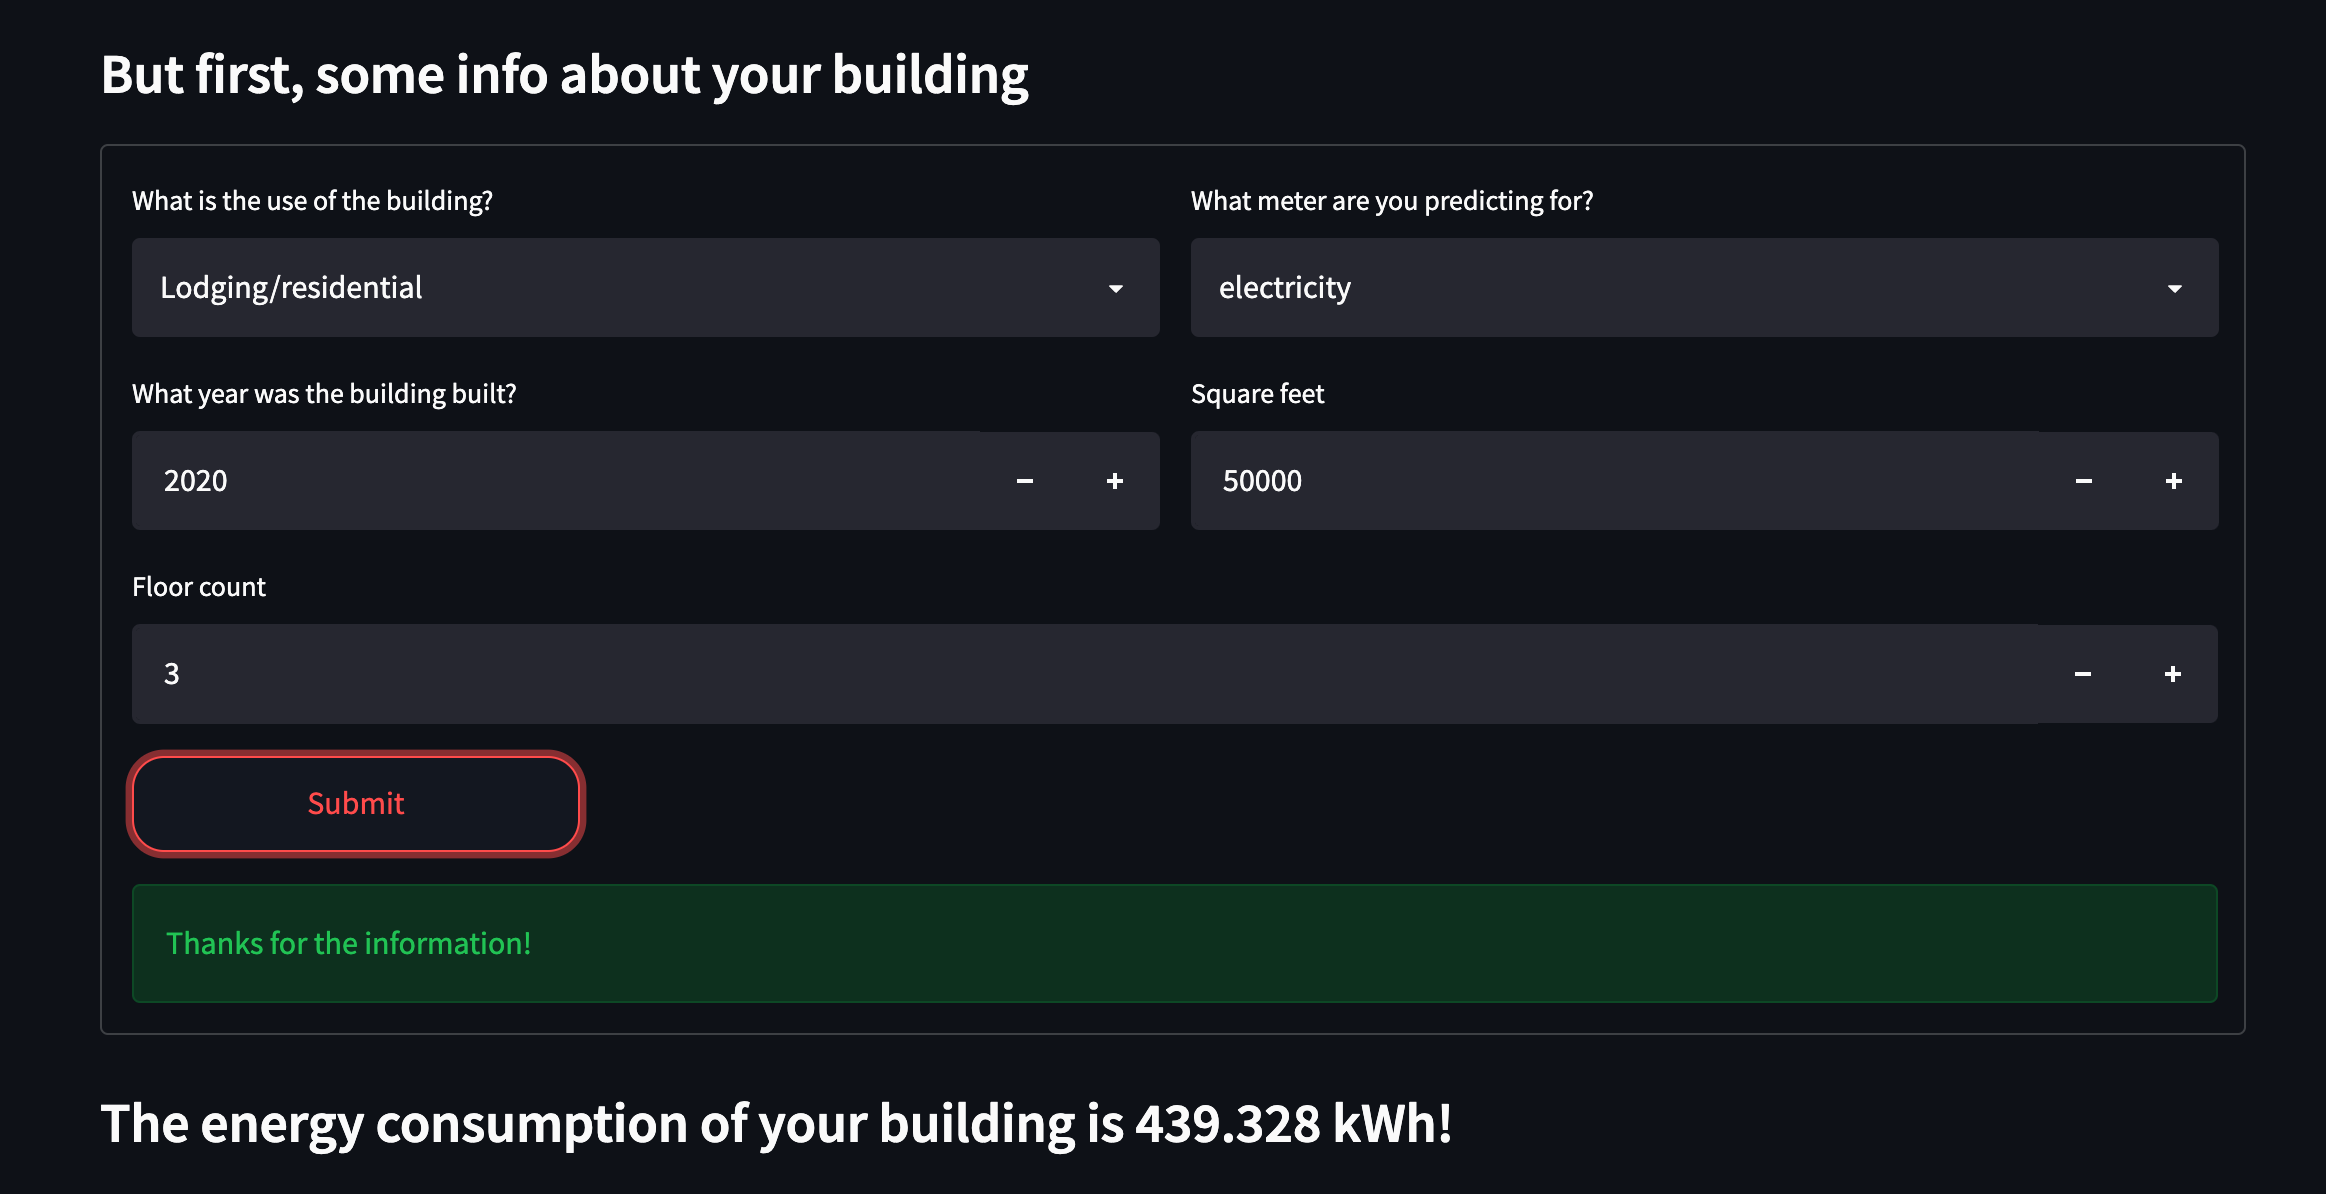 But first, some info about your building
What is the use of the building?
What meter are you predicting for?
Lodging/residential
electricity
What year was the building built?
Square feet
2020
50000
Floor count
3
Submit
Thanks for the information!
The energy consumption of your building is 439.328 kWh!